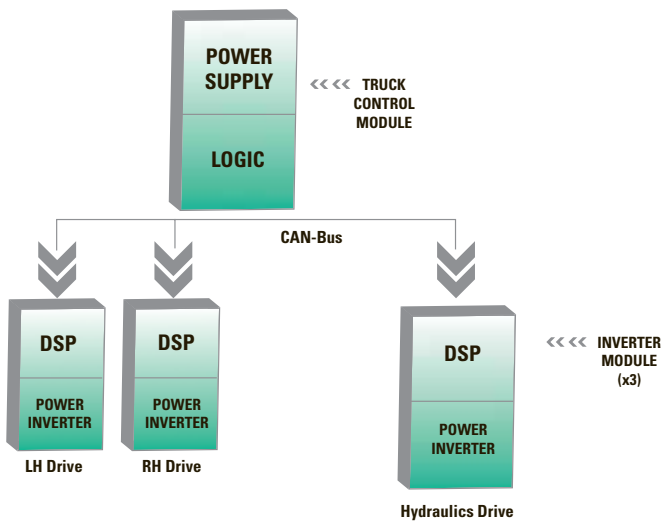 POWER
SUPPLY
LOGIC
TRUCK
CONTROL
MODULE
CAN-Bus
DSP
POWER
INVERTER
LH Drive
DSP
POWER
INVERTER
RH Drive
DSP
POWER
INVERTER
Hydraulics Drive
INVERTER
MODULE
(x3)